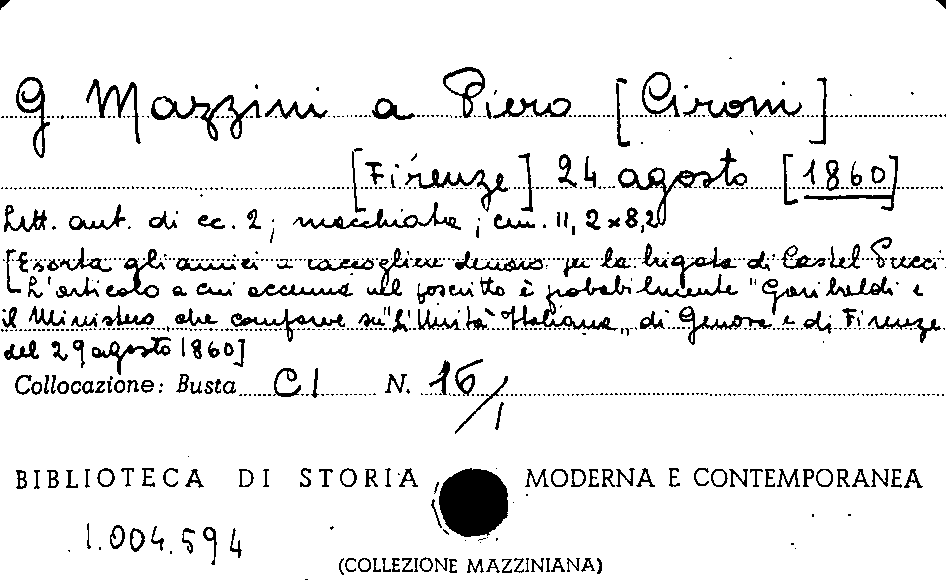 G. Mazzini a Piero [Cironi]
[Firenze] 24 agosto [1860]
Lett. aut. di cc. 2; macchiata; cm. 11,2 x 8,2
[Esorta gli amici a raccogliere denaro per la brigata di Castel Pucci.
L'articolo a cui accenna nel poscritto è probabilmente "Garibaldi e
il Ministero" che comparve su "L'Unità Italiana" di Genova e di Firenze
del 29 agosto 1860]
Collocazione: Busta CI N. 16/1
BIBLIOTECA DI STORIA MODERNA E CONTEMPORANEA
1.004.594
(COLLEZIONE MAZZINIANA)